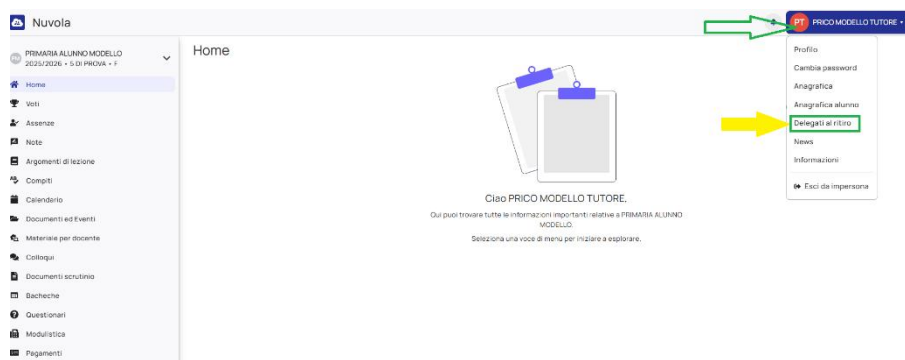 Nuvola
PT PRICO MODELLO TUTORE
PRIMARIA ALUNNO MODELLO
2025/2026 • 5 DI PROVA • F
Home
Voti
Assenze
Note
Argomenti di lezione
Compiti
Calendario
Documenti ed Eventi
Materiale per docente
Colloqui
Documenti scrutinio
Bacheche
Questionari
Modulistica
Pagamenti
Home
Ciao PRICO MODELLO TUTORE,
Qui puoi trovare tutte le informazioni importanti relative a PRIMARIA ALUNNO
MODELLO.
Seleziona una voce di menu per iniziare a esplorare.
Profilo
Cambia password
Anagrafica
Anagrafica alunno
Delegati al ritiro
News
Informazioni
Esci da impersona